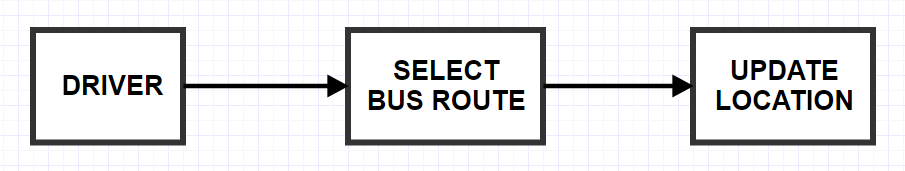 DRIVER
SELECT
BUS ROUTE
UPDATE
LOCATION